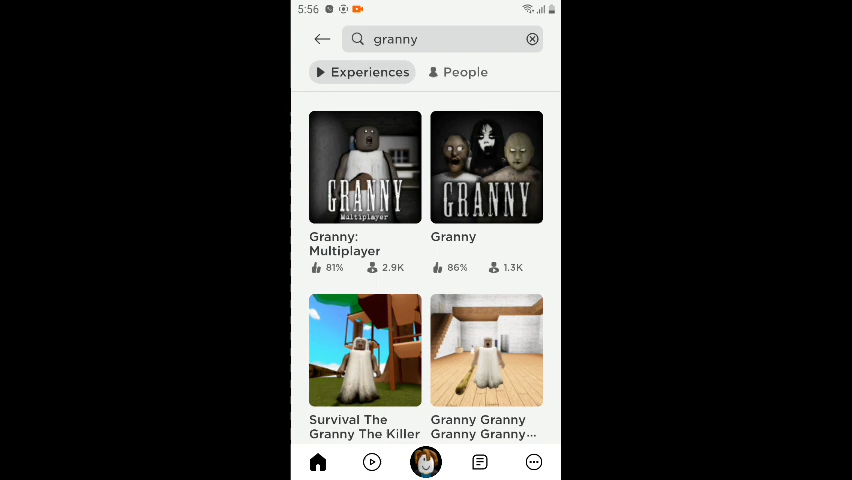 5:56
granny
Experiences
People
GRANNY
Multiplayer
GRANNY
Granny:
Multiplayer
81% 2.9K
Granny
86% 1.3K
Survival The
Granny The Killer
Granny Granny
Granny Granny...